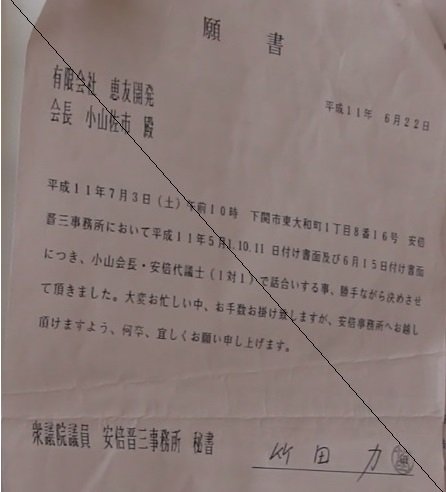 願　書
平成11年　6月22日
有限会社　恵友開発
会長　小山佐市　殿
平成11年7月3日（土）午前10時　下関市東大和町1丁目8番16号　安倍
晋三事務所において平成11年5月1.10.11日付け書面及び6月15日付け書面
につき、小山会長・安倍代議士（1対1）で話合いする事、勝手ながら決めさせ
て頂きました。大変お忙しい中、お手数お掛け致しますが、安倍事務所へお越し
頂けますよう、何卒、宜しくお願い申し上げます。
衆議院議員　安倍晋三事務所　秘書　竹田　力